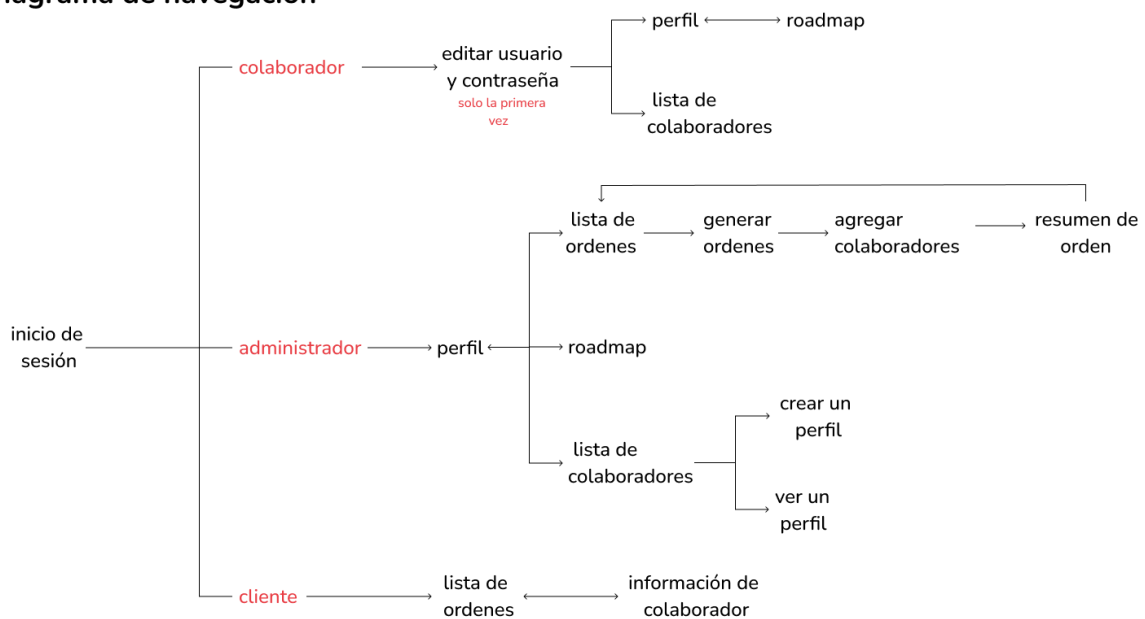 diagrama de navegación
perfil
roadmap
colaborador
editar usuario
y contraseña
solo la primera
vez
lista de
colaboradores
lista de
ordenes
generar
ordenes
agregar
colaboradores
resumen de
orden
inicio de
sesión
administrador
perfil
roadmap
lista de
colaboradores
crear un
perfil
ver un
perfil
cliente
lista de
ordenes
información de
colaborador